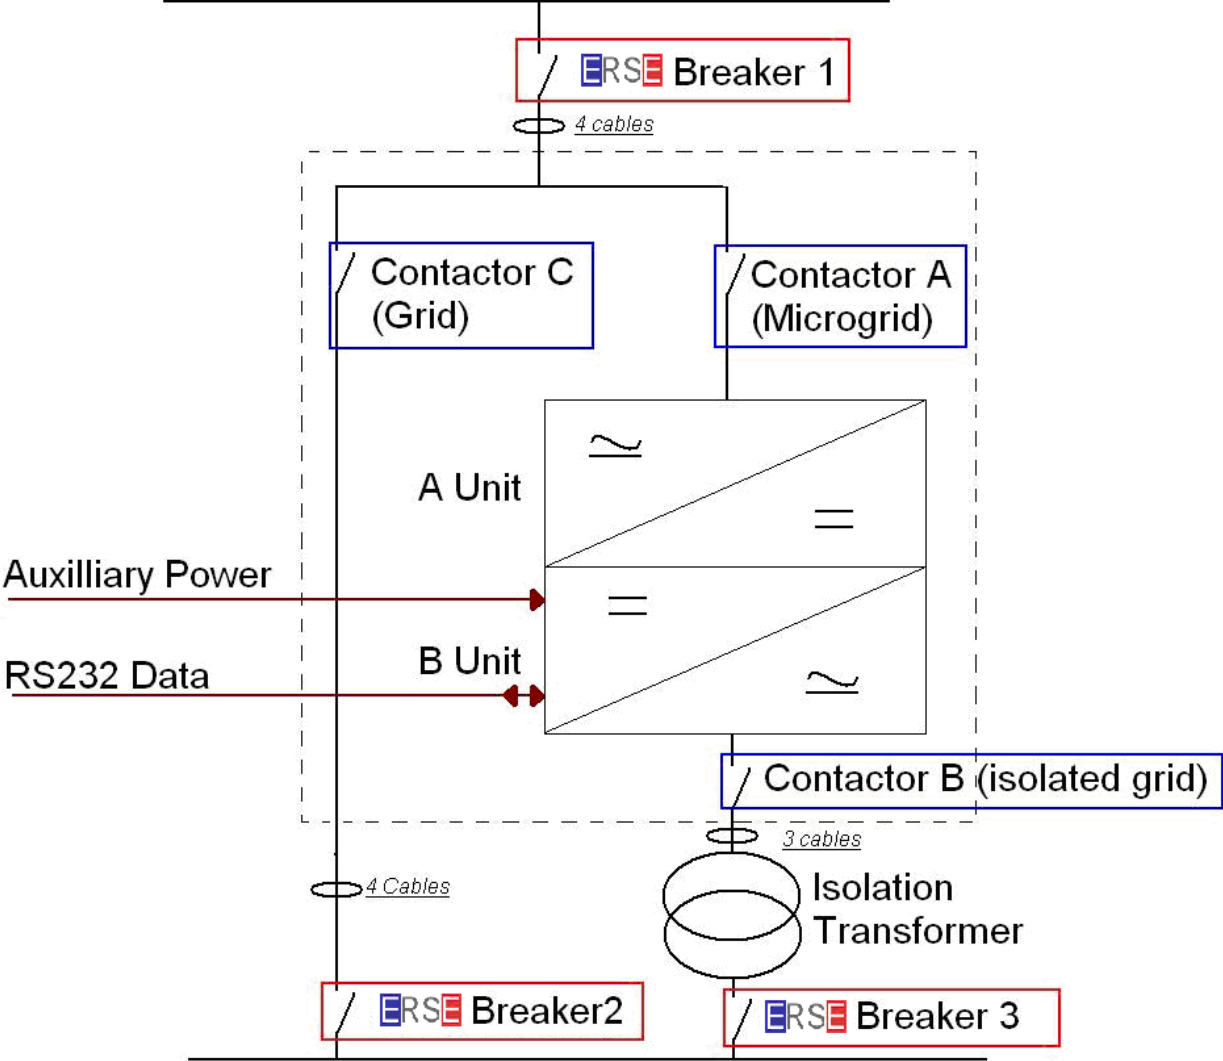 ERSE Breaker 1
4 cables
Contactor C
(Grid)
Contactor A
(Microgrid)
A Unit
Auxilliary Power
B Unit
RS232 Data
Contactor B (isolated grid)
3 cables
4 Cables
Isolation
Transformer
ERSE Breaker2
ERSE Breaker 3